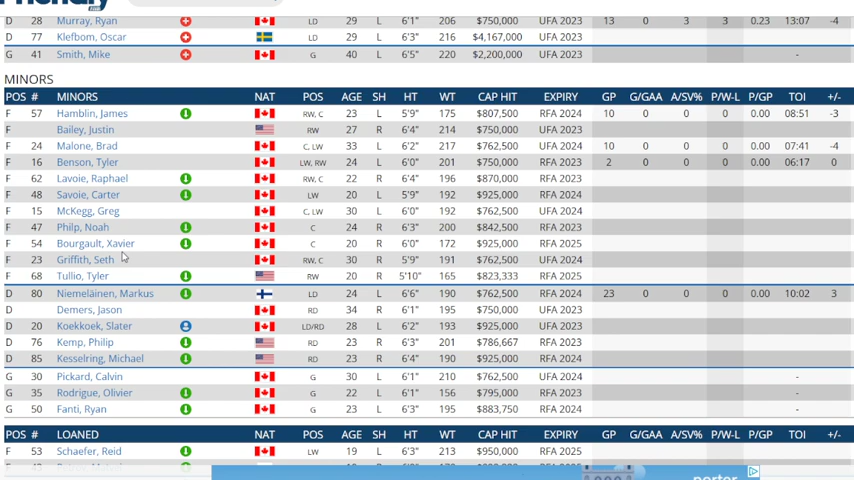 D 28 Murray, Ryan LD 29 L 6'1" 206 $750,000 UFA 2023 13 0 3 3 0.23 13:07 -4
D 77 Klefbom, Oscar LD 29 L 6'3" 216 $4,167,000 UFA 2023
G 41 Smith, Mike G 40 L 6'5" 220 $2,200,000 UFA 2023 -
MINORS
POS # MINORS NAT POS AGE SH HT WT CAP HIT EXPIRY GP G/GAA A/SV% P/W-L P/GP TOI +/-
F 57 Hamblin, James RW, C 23 L 5'9" 175 $807,500 RFA 2024 10 0 0 0 0.00 08:51 -3
F Bailey, Justin RW 27 R 6'4" 214 $750,000 UFA 2023
F 24 Malone, Brad C, LW 33 L 6'2" 217 $762,500 UFA 2024 10 0 0 0 0.00 07:41 -4
F 16 Benson, Tyler LW, RW 24 L 6'0" 201 $750,000 RFA 2023 2 0 0 0 0.00 06:17 0
F 62 Lavoie, Raphael RW, C 22 R 6'4" 196 $870,000 RFA 2023
F 48 Savoie, Carter LW 20 L 5'9" 192 $925,000 RFA 2024
F 15 McKegg, Greg C, LW 30 L 6'0" 192 $762,500 UFA 2024
F 47 Philp, Noah C 24 R 6'3" 200 $842,500 RFA 2023
F 54 Bourgault, Xavier C 20 R 6'0" 172 $925,000 RFA 2025
F 23 Griffith, Seth RW, C 30 R 5'9" 191 $762,500 UFA 2024
F 68 Tullio, Tyler RW 20 R 5'10" 165 $823,333 RFA 2025
D 80 Niemeläinen, Markus LD 24 L 6'6" 190 $762,500 RFA 2024 23 0 0 0 0.00 10:02 3
D Demers, Jason RD 34 R 6'1" 195 $750,000 UFA 2023
D 20 Koekkoek, Slater LD/RD 28 L 6'2" 193 $925,000 UFA 2023
D 76 Kemp, Philip RD 23 R 6'3" 201 $786,667 RFA 2023
D 85 Kesselring, Michael RD 23 R 6'4" 190 $925,000 RFA 2024
G 30 Pickard, Calvin G 30 L 6'1" 210 $762,500 UFA 2024 -
G 35 Rodrigue, Olivier G 22 L 6'1" 156 $795,000 RFA 2023 -
G 50 Fanti, Ryan G 23 L 6'3" 195 $883,750 RFA 2024 -
POS # LOANED NAT POS AGE SH HT WT CAP HIT EXPIRY GP G/GAA A/SV% P/W-L P/GP TOI +/-
F 53 Schaefer, Reid LW 19 L 6'3" 213 $950,000 RFA 2025
porter